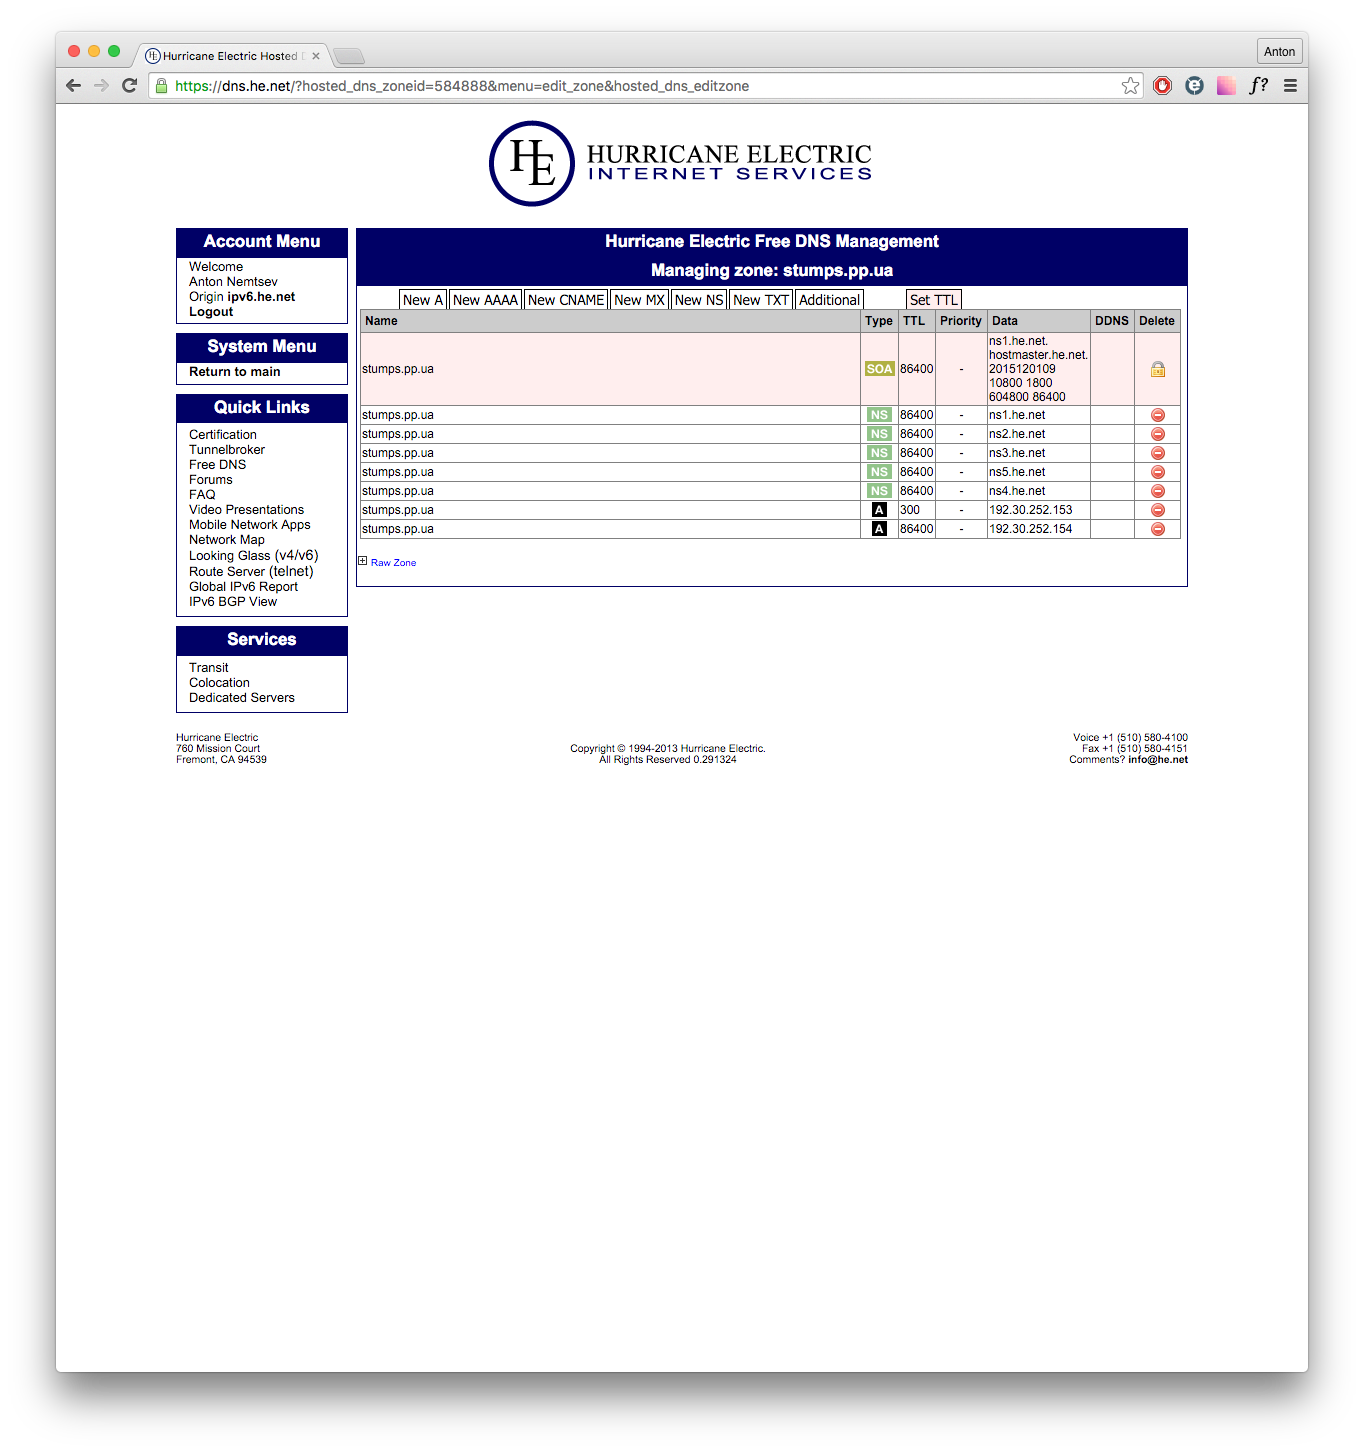 Hurricane Electric Hosted
Anton
https://dns.he.net/?hosted_dns_zoneid=584888&menu=edit_zone&hosted_dns_editzone
f?
HE
HURRICANE ELECTRIC
INTERNET SERVICES
Account Menu
Welcome
Anton Nemtsev
Origin ipv6.he.net
Logout
System Menu
Return to main
Quick Links
Certification
Tunnelbroker
Free DNS
Forums
FAQ
Video Presentations
Mobile Network Apps
Network Map
Looking Glass (v4/v6)
Route Server (telnet)
Global IPv6 Report
IPv6 BGP View
Services
Transit
Colocation
Dedicated Servers
Hurricane Electric Free DNS Management
Managing zone: stumps.pp.ua
New A New AAAA New CNAME New MX New NS New TXT Additional Set TTL
Name Type TTL Priority Data DDNS Delete
stumps.pp.ua SOA 86400 - ns1.he.net.
hostmaster.he.net.
2015120109
10800 1800
604800 86400
stumps.pp.ua NS 86400 - ns1.he.net
stumps.pp.ua NS 86400 - ns2.he.net
stumps.pp.ua NS 86400 - ns3.he.net
stumps.pp.ua NS 86400 - ns5.he.net
stumps.pp.ua NS 86400 - ns4.he.net
stumps.pp.ua A 300 - 192.30.252.153
stumps.pp.ua A 86400 - 192.30.252.154
Raw Zone
Hurricane Electric
760 Mission Court
Fremont, CA 94539
Copyright © 1994-2013 Hurricane Electric.
All Rights Reserved 0.291324
Voice +1 (510) 580-4100
Fax +1 (510) 580-4151
Comments? info@he.net